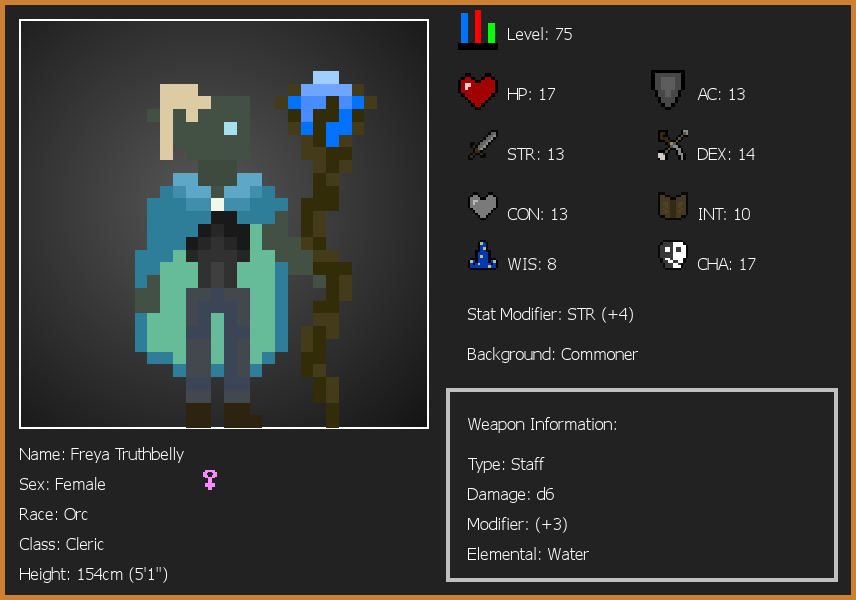 Level: 75
HP: 17
AC: 13
STR: 13
DEX: 14
CON: 13
INT: 10
WIS: 8
CHA: 17
Stat Modifier: STR (+4)
Background: Commoner
Weapon Information:
Type: Staff
Damage: d6
Modifier: (+3)
Elemental: Water
Name: Freya Truthbelly
Sex: Female
Race: Orc
Class: Cleric
Height: 154cm (5'1")